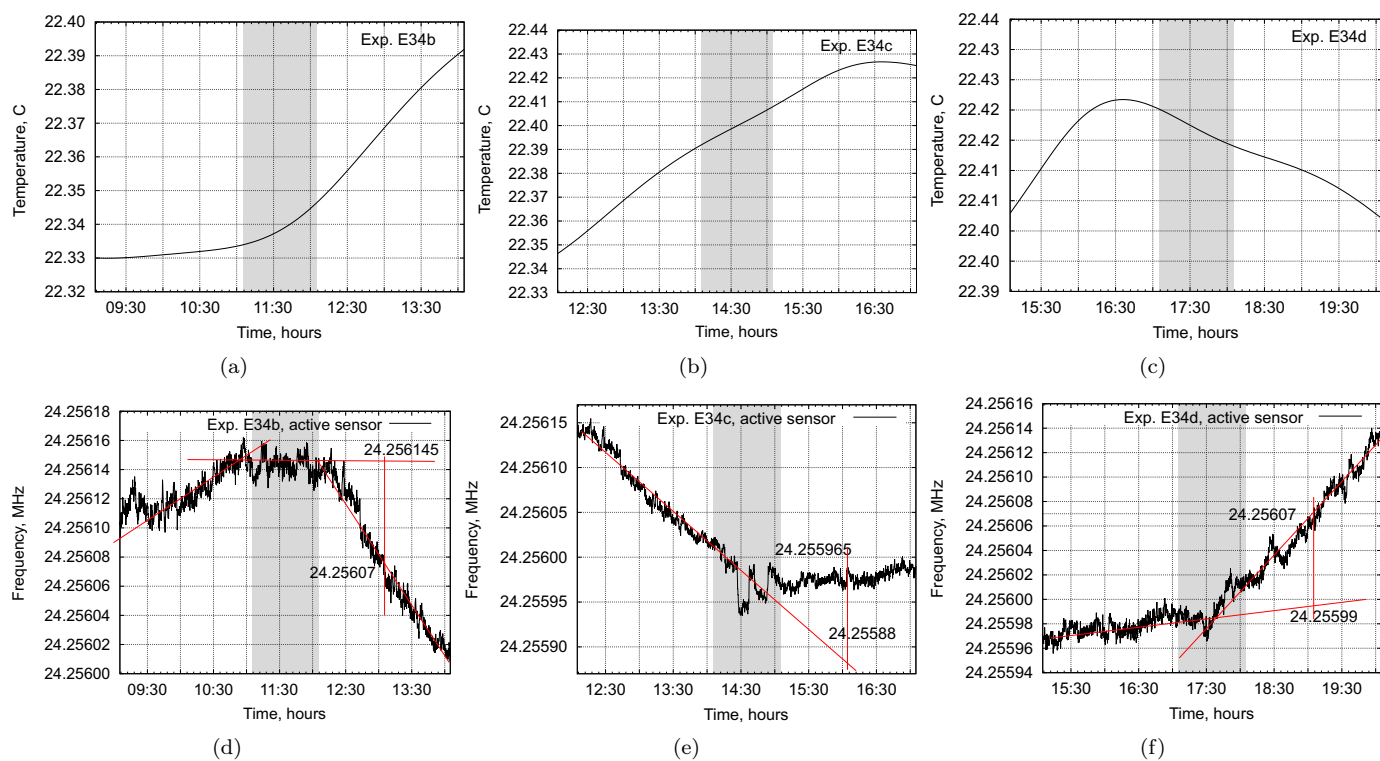 22.40
22.38
22.37
22.36
22.35
22.34
22.33
22.32
Temperature, C
Exp. E34b
09:30 10:30 11:30 12:30 13:30
Time, hours
(a)
22.44
22.43
22.41
22.40
22.39
22.38
22.37
22.35
22.34
22.33
Temperature, C
Exp. E34c
12:30 13:30 14:30 15:30 16:30
Time, hours
(b)
22.44
22.43
22.43
22.42
22.42
22.41
22.41
22.40
22.40
22.39
Temperature, C
Exp. E34d
15:30 16:30 17:30 18:30 19:30
Time, hours
(c)
24.25618
24.25616
24.25614
24.25612
24.25610
24.25608
24.25606
24.25604
24.25602
24.25600
Frequency, MHz
Exp. E34b, active sensor
24.256145
24.25607
09:30 10:30 11:30 12:30 13:30
Time, hours
(d)
24.25615
24.25610
24.25605
24.25600
24.25595
24.25590
Frequency, MHz
Exp. E34c, active sensor
24.255965
24.25588
12:30 13:30 14:30 15:30 16:30
Time, hours
(e)
24.25616
24.25614
24.25612
24.25610
24.25608
24.25606
24.25604
24.25602
24.25600
24.25598
24.25596
24.25594
Frequency, MHz
Exp. E34d, active sensor
24.25607
24.25599
15:30 16:30 17:30 18:30 19:30
Time, hours
(f)